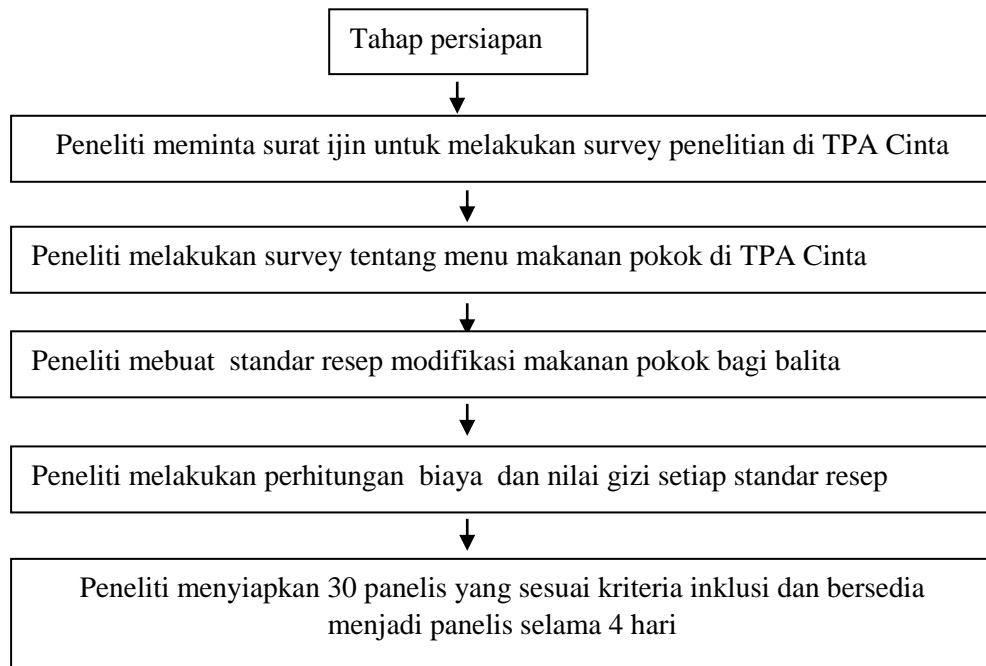 Tahap persiapan
Peneliti meminta surat ijin untuk melakukan survey penelitian di TPA Cinta
Peneliti melakukan survey tentang menu makanan pokok di TPA Cinta
Peneliti mebuat  standar resep modifikasi makanan pokok bagi balita
Peneliti melakukan perhitungan  biaya  dan nilai gizi setiap standar resep
Peneliti menyiapkan 30 panelis yang sesuai kriteria inklusi dan bersedia
menjadi panelis selama 4 hari